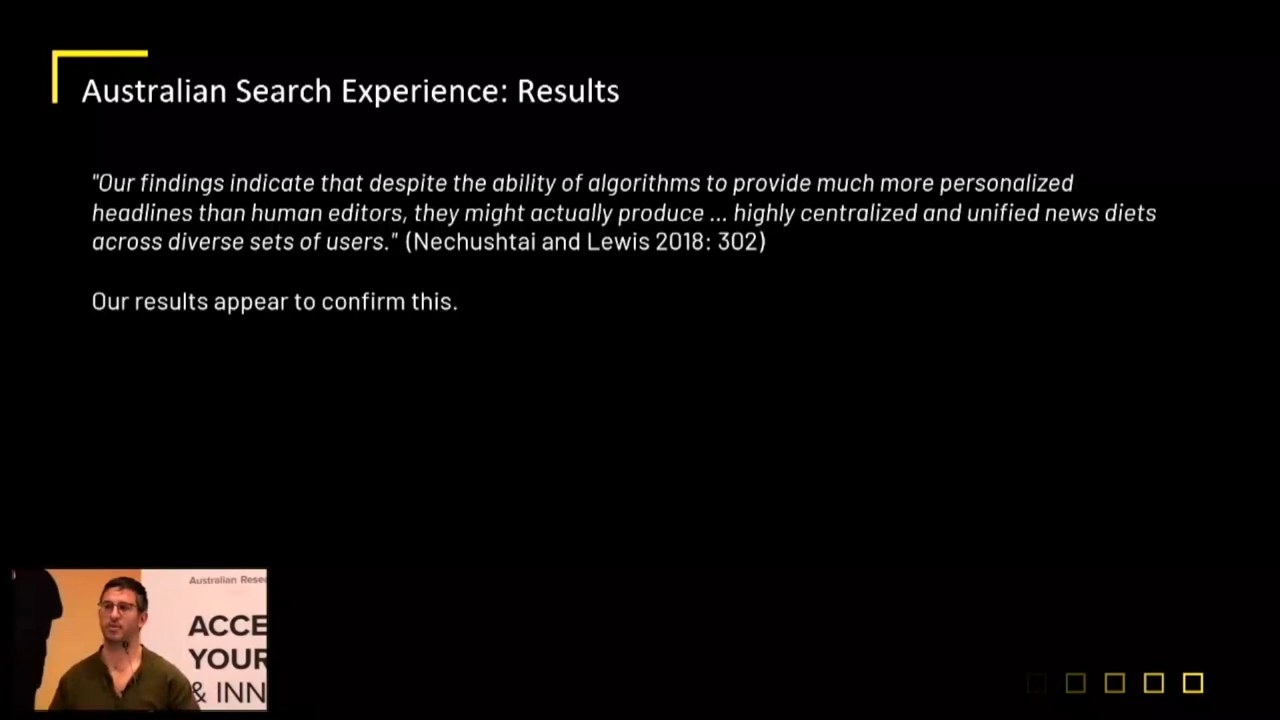 Australian Search Experience: Results
"Our findings indicate that despite the ability of algorithms to provide much more personalized
headlines than human editors, they might actually produce ... highly centralized and unified news diets
across diverse sets of users." (Nechushtai and Lewis 2018: 302)
Our results appear to confirm this.
Australian Resea
ACCE
YOUR
& INN